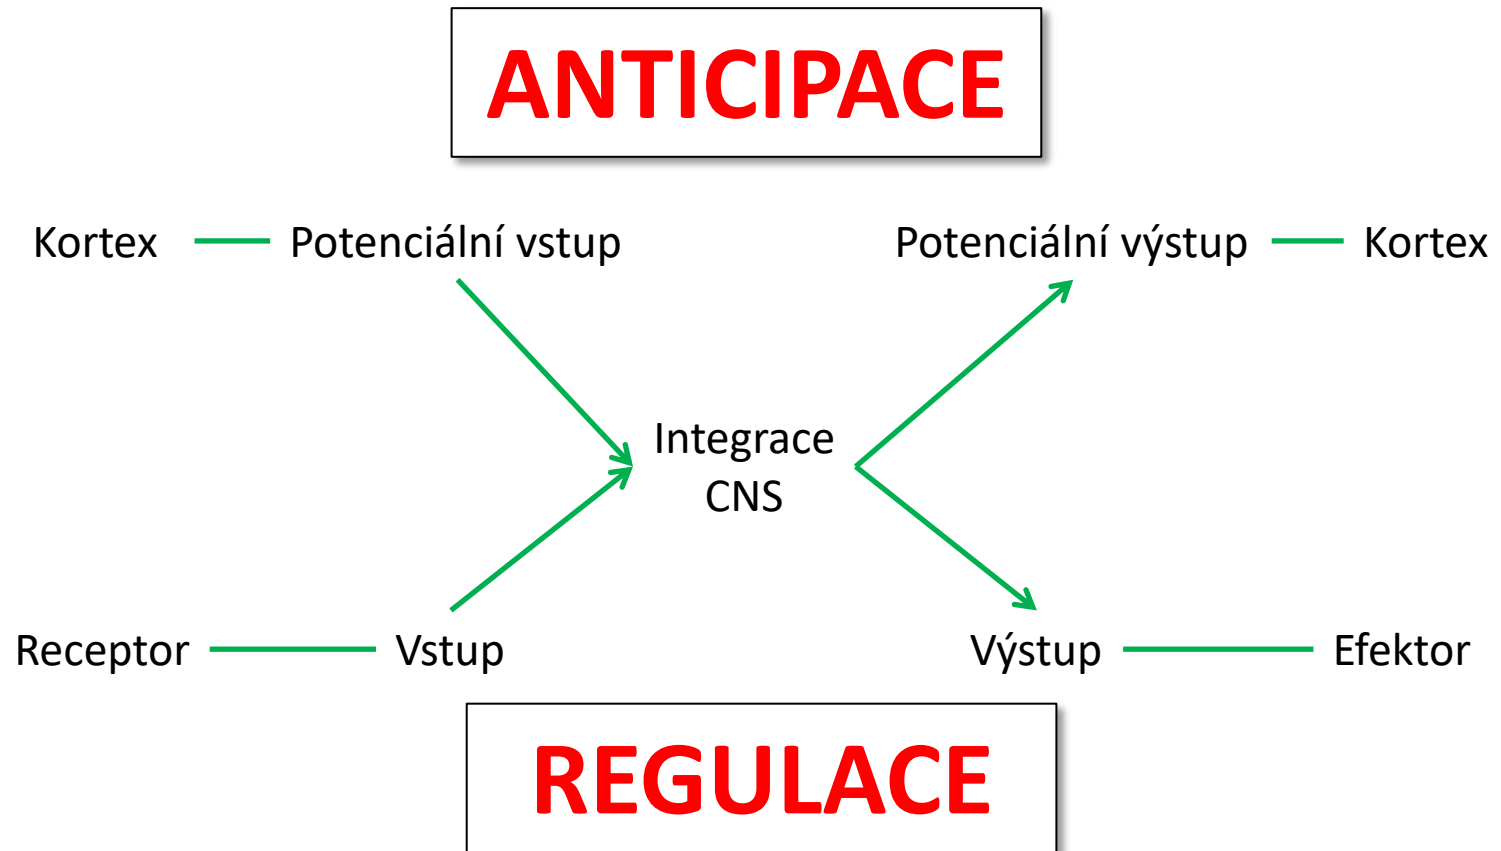 ANTICIPACE
Kortex
Potenciální vstup
Potenciální výstup
Kortex
Integrace
CNS
Receptor
Vstup
Výstup
Efektor
REGULACE